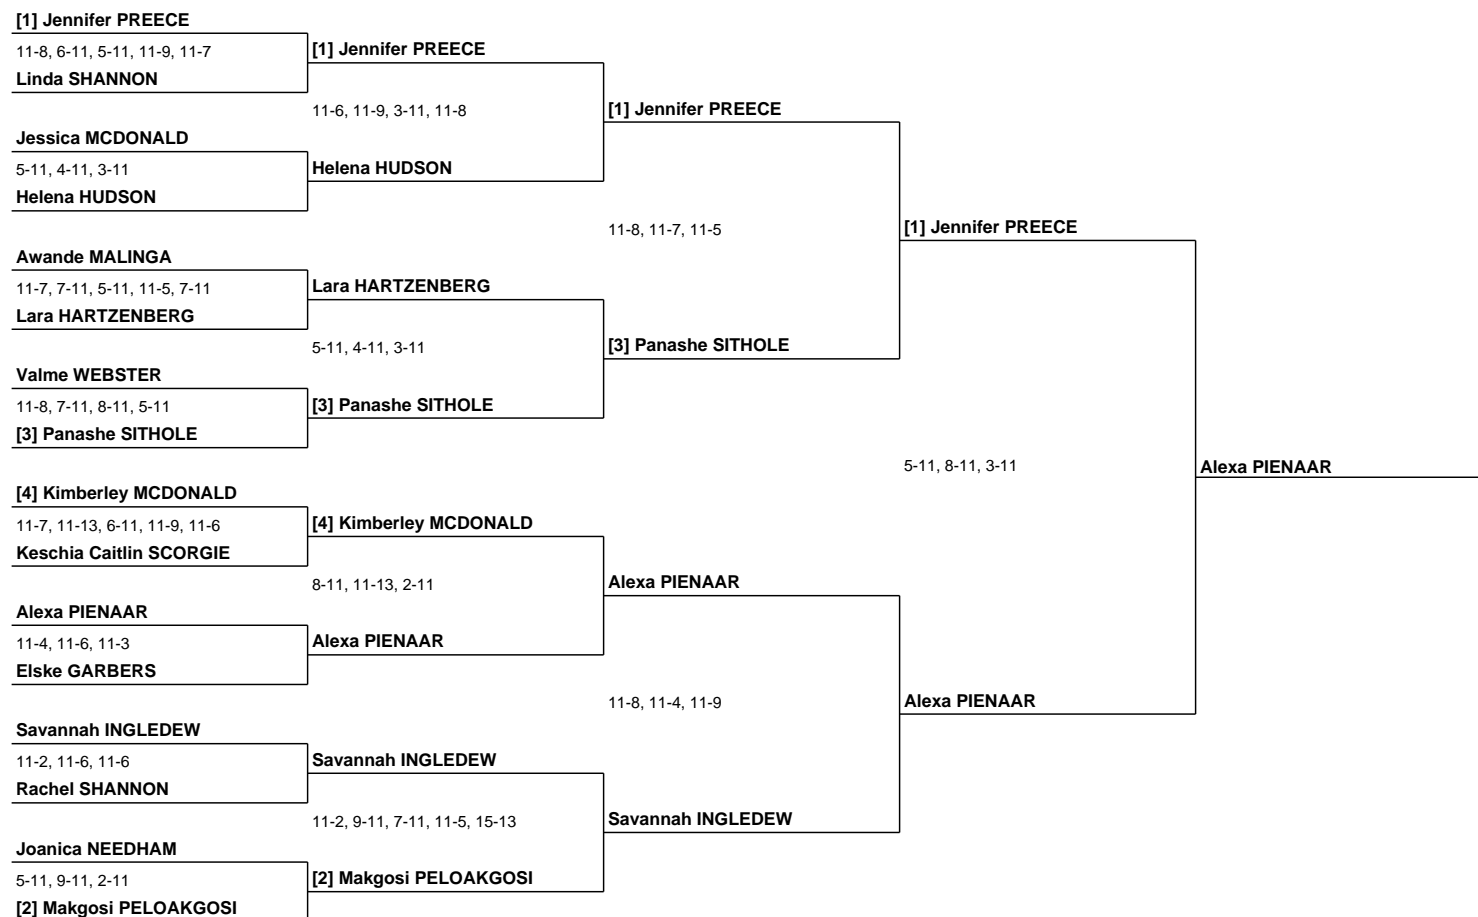 [1] Jennifer PREECE
11-8, 6-11, 5-11, 11-9, 11-7
[1] Jennifer PREECE
Linda SHANNON
11-6, 11-9, 3-11, 11-8
[1] Jennifer PREECE
Jessica MCDONALD
5-11, 4-11, 3-11
Helena HUDSON
Helena HUDSON
11-8, 11-7, 11-5
[1] Jennifer PREECE
Awande MALINGA
11-7, 7-11, 5-11, 11-5, 7-11
Lara HARTZENBERG
Lara HARTZENBERG
5-11, 4-11, 3-11
[3] Panashe SITHOLE
Valme WEBSTER
11-8, 7-11, 8-11, 5-11
[3] Panashe SITHOLE
[3] Panashe SITHOLE
5-11, 8-11, 3-11
Alexa PIENAAR
[4] Kimberley MCDONALD
11-7, 11-13, 6-11, 11-9, 11-6
[4] Kimberley MCDONALD
Keschia Caitlin SCORGIE
8-11, 11-13, 2-11
Alexa PIENAAR
Alexa PIENAAR
11-4, 11-6, 11-3
Alexa PIENAAR
Elske GARBERS
11-8, 11-4, 11-9
Alexa PIENAAR
Savannah INGLEDEW
11-2, 11-6, 11-6
Savannah INGLEDEW
Rachel SHANNON
11-2, 9-11, 7-11, 11-5, 15-13
Savannah INGLEDEW
Joanica NEEDHAM
5-11, 9-11, 2-11
[2] Makgosi PELOAKGOSI
[2] Makgosi PELOAKGOSI